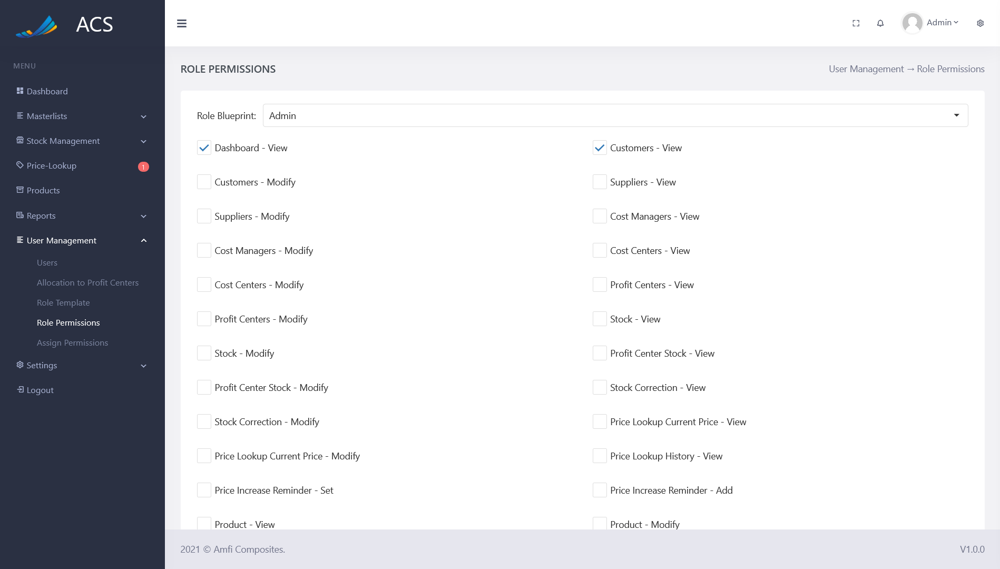 ACS
Admin
MENU
Dashboard
Masterlists
Stock Management
Price-Lookup
1
Products
Reports
User Management
Users
Allocation to Profit Centers
Role Template
Role Permissions
Assign Permissions
Settings
Logout
ROLE PERMISSIONS
User Management → Role Permissions
Role Blueprint: Admin
Dashboard - View
Customers - View
Customers - Modify
Suppliers - View
Suppliers - Modify
Cost Managers - View
Cost Managers - Modify
Cost Centers - View
Cost Centers - Modify
Profit Centers - View
Profit Centers - Modify
Stock - View
Stock - Modify
Profit Center Stock - View
Profit Center Stock - Modify
Stock Correction - View
Stock Correction - Modify
Price Lookup Current Price - View
Price Lookup Current Price - Modify
Price Lookup History - View
Price Increase Reminder - Set
Price Increase Reminder - Add
Product - View
Product - Modify
2021 © Amfi Composites.
V1.0.0